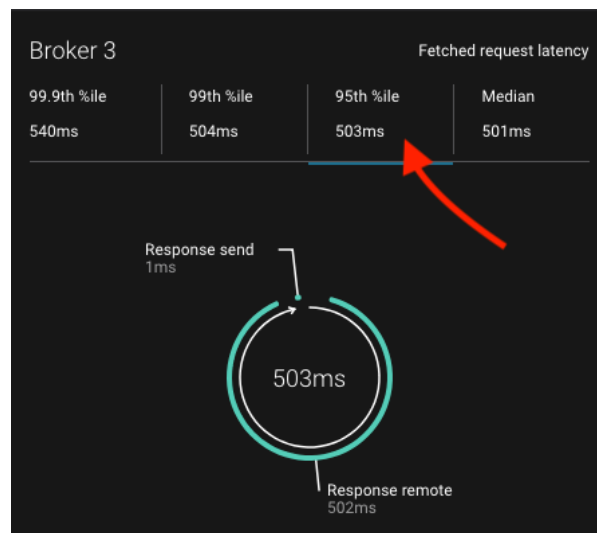 Broker 3
Fetched request latency
99.9th %ile
99th %ile
95th %ile
Median
540ms
504ms
503ms
501ms
Response send
1ms
503ms
Response remote
502ms